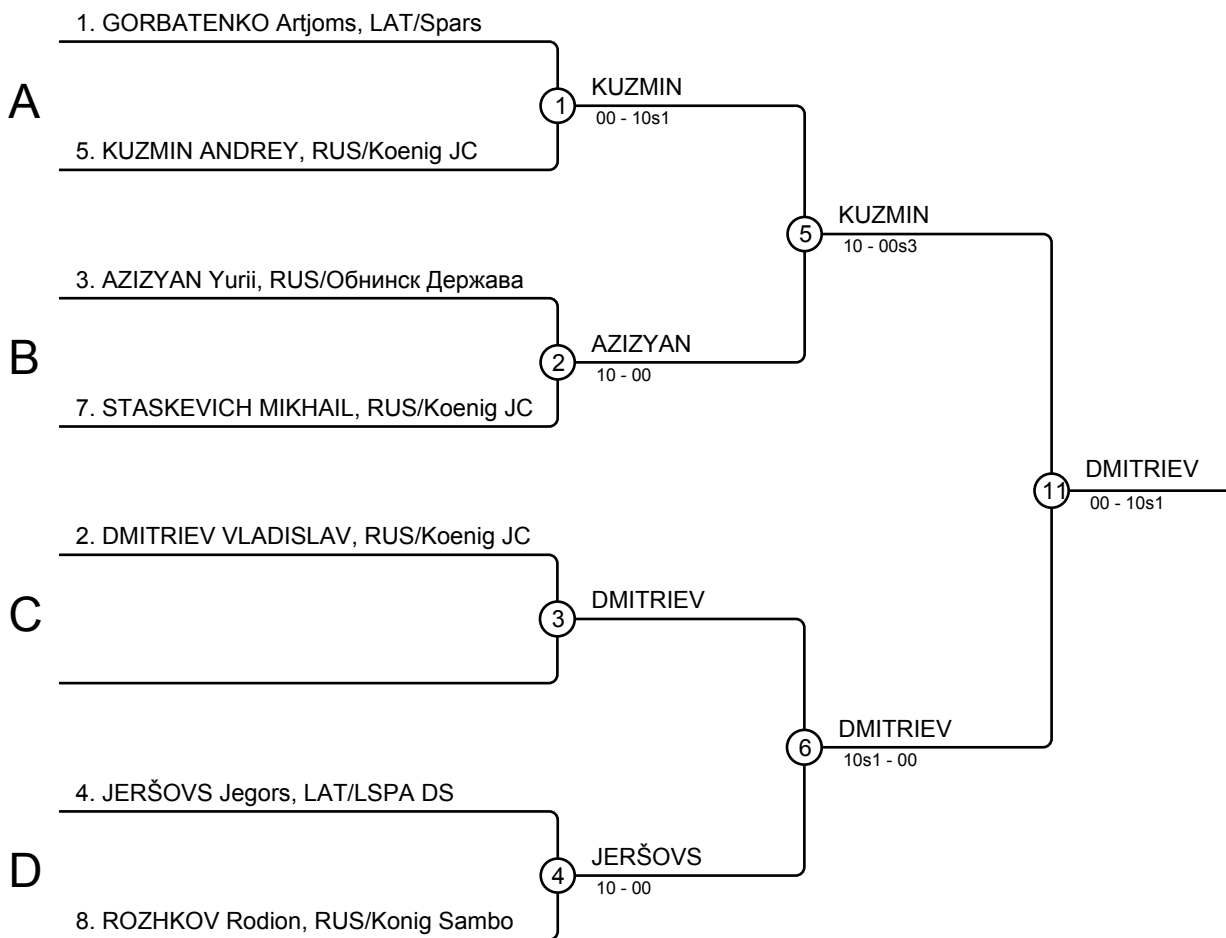 1. GORBATENKO Artjoms, LAT/Spars
A
1
KUZMIN
00 - 10s1
5. KUZMIN ANDREY, RUS/Koenig JC
5
KUZMIN
10 - 00s3
3. AZIZYAN Yurii, RUS/Обнинск Держава
B
2
AZIZYAN
10 - 00
7. STASKEVICH MIKHAIL, RUS/Koenig JC
11
DMITRIEV
00 - 10s1
2. DMITRIEV VLADISLAV, RUS/Koenig JC
C
3
DMITRIEV
6
DMITRIEV
10s1 - 00
4. JERŠOVS Jegors, LAT/LSPA DS
D
4
JERŠOVS
10 - 00
8. ROZHKOV Rodion, RUS/Konig Sambo